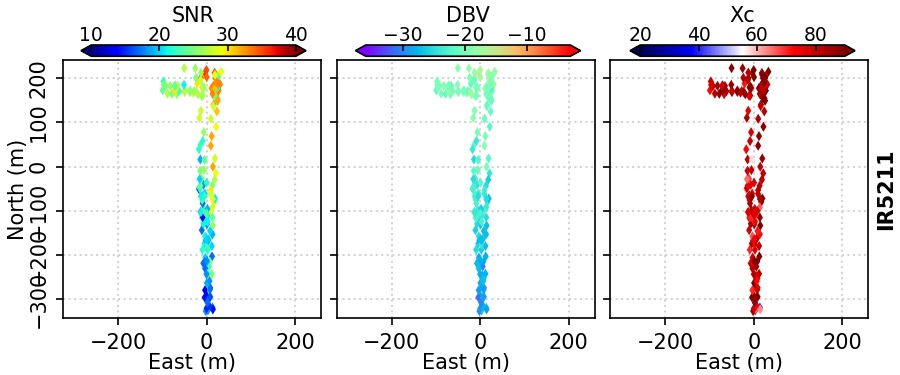 SNR DBV Xc
10 20 30 40 −30 −20 −10 20 40 60 80
North (m)
200
100
0
−100
−200
−300
IR5211
−200 0 200 −200 0 200 −200 0 200
East (m) East (m) East (m)